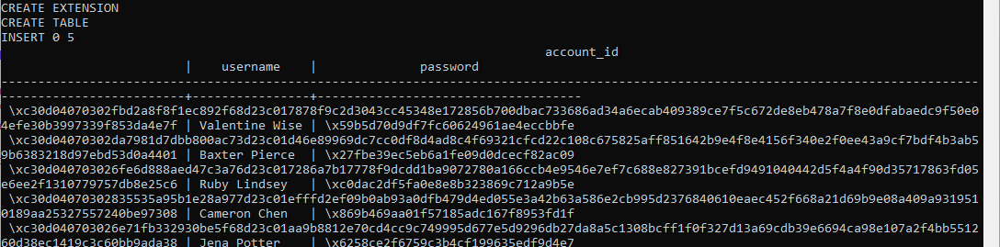 CREATE EXTENSION
CREATE TABLE
INSERT 0 5
account_id
| username | password
--------------------------------------------------------------------------------------------------------------------------------------
-------------------------+----------------+------------------------------------
\xc30d04070302fbd2a8f8f1ec892f68d23c017878f9c2d3043cc45348e172856b700dbac733686ad34a6ecab409389ce7f5c672de8eb478a7f8e0dfabaedc9f50e0
4efe30b3997339f853da4e7f | Valentine Wise | \x59b5d70d9df7fc60624961ae4eccbbfe
\xc30d04070302da7981d7dbb800ac73d23c01d46e89969dc7cc0df8d4ad8c4f69321cfcd22c108c675825aff851642b9e4f8e4156f340e2f0ee43a9cf7bdf4b3ab5
9b6383218d97ebd53d0a4401 | Baxter Pierce | \x27fbe39ec5eb6a1fe09d0dcecf82ac09
\xc30d040703026fe6d888aed47c3a76d23c017286a7b17778f9dcdd1ba9072780a166ccb4e9546e7ef7c688e827391bcefd9491040442d5f4a4f90d35717863fd05
e6ee2f1310779757db8e25c6 | Ruby Lindsey | \xc0dac2df5fa0e8e8b323869c712a9b5e
\xc30d04070302835535a95b1e28a977d23c01efffd2ef09b0ab93a0dfb479d4ed055e3a42b63a586e2cb995d2376840610eaec452f668a21d69b9e08a409a931951
0189aa25327557240be97308 | Cameron Chen | \x869b469aa01f57185adc167f8953fd1f
\xc30d040703026e71fb332930be5f68d23c01aa9b8812e70cd4cc9c749995d677e5d9296db27da8a5c1308bcff1f0f327d13a69cdb39e6694ca98e107a2f4bb5512
60d38ec1419c3c60bb9ada38 | Jena Potter | \x6258ce2f6759c3b4cf199635edf9d4e7